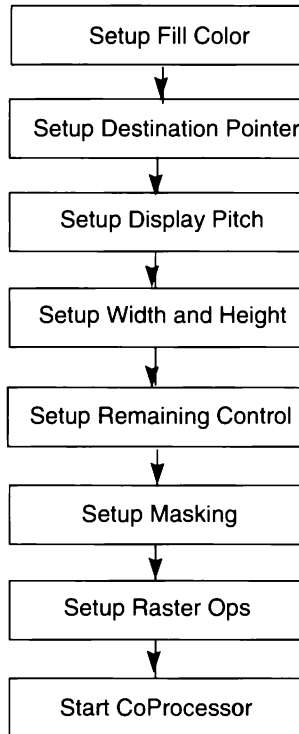 Setup Fill Color
Setup Destination Pointer
Setup Display Pitch
Setup Width and Height
Setup Remaining Control
Setup Masking
Setup Raster Ops
Start CoProcessor